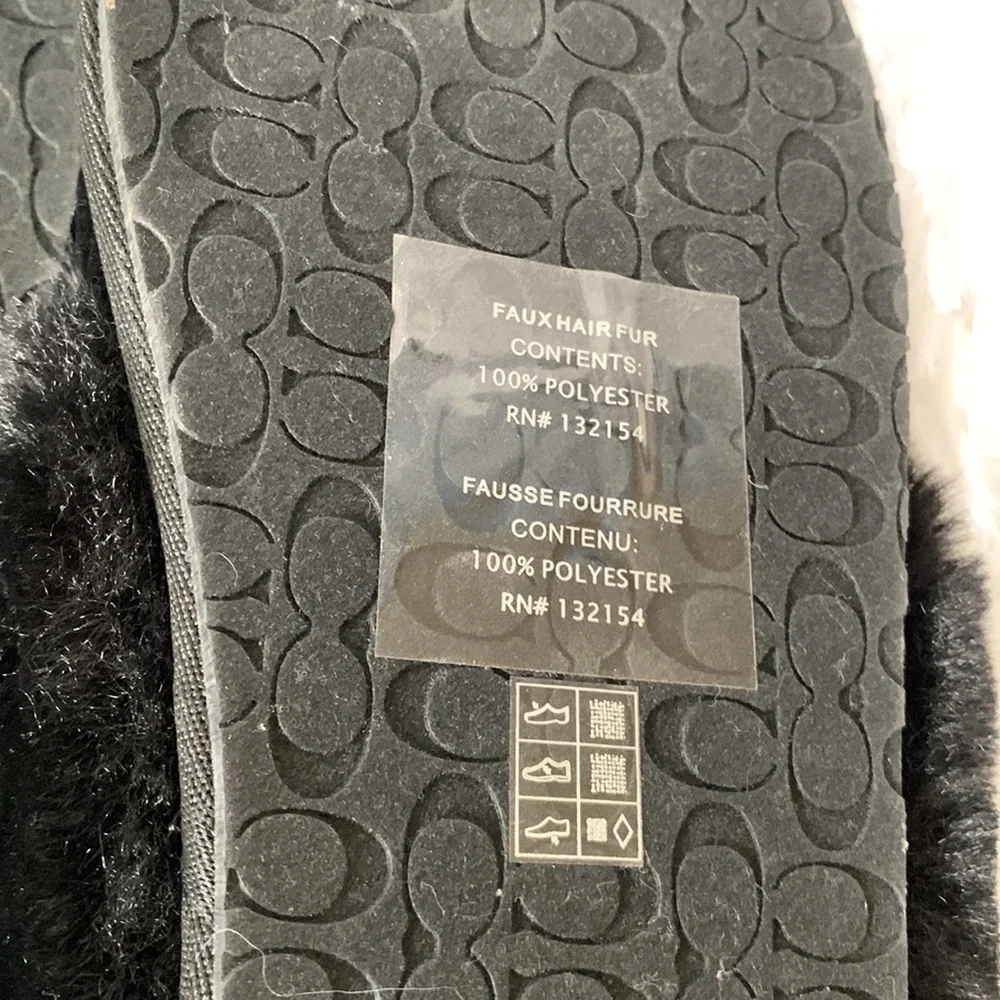 FAUX HAIR FUR
CONTENTS:
100% POLYESTER
RN# 132154
FAUSSE FOURRURE
CONTENU:
100% POLYESTER
RN# 132154